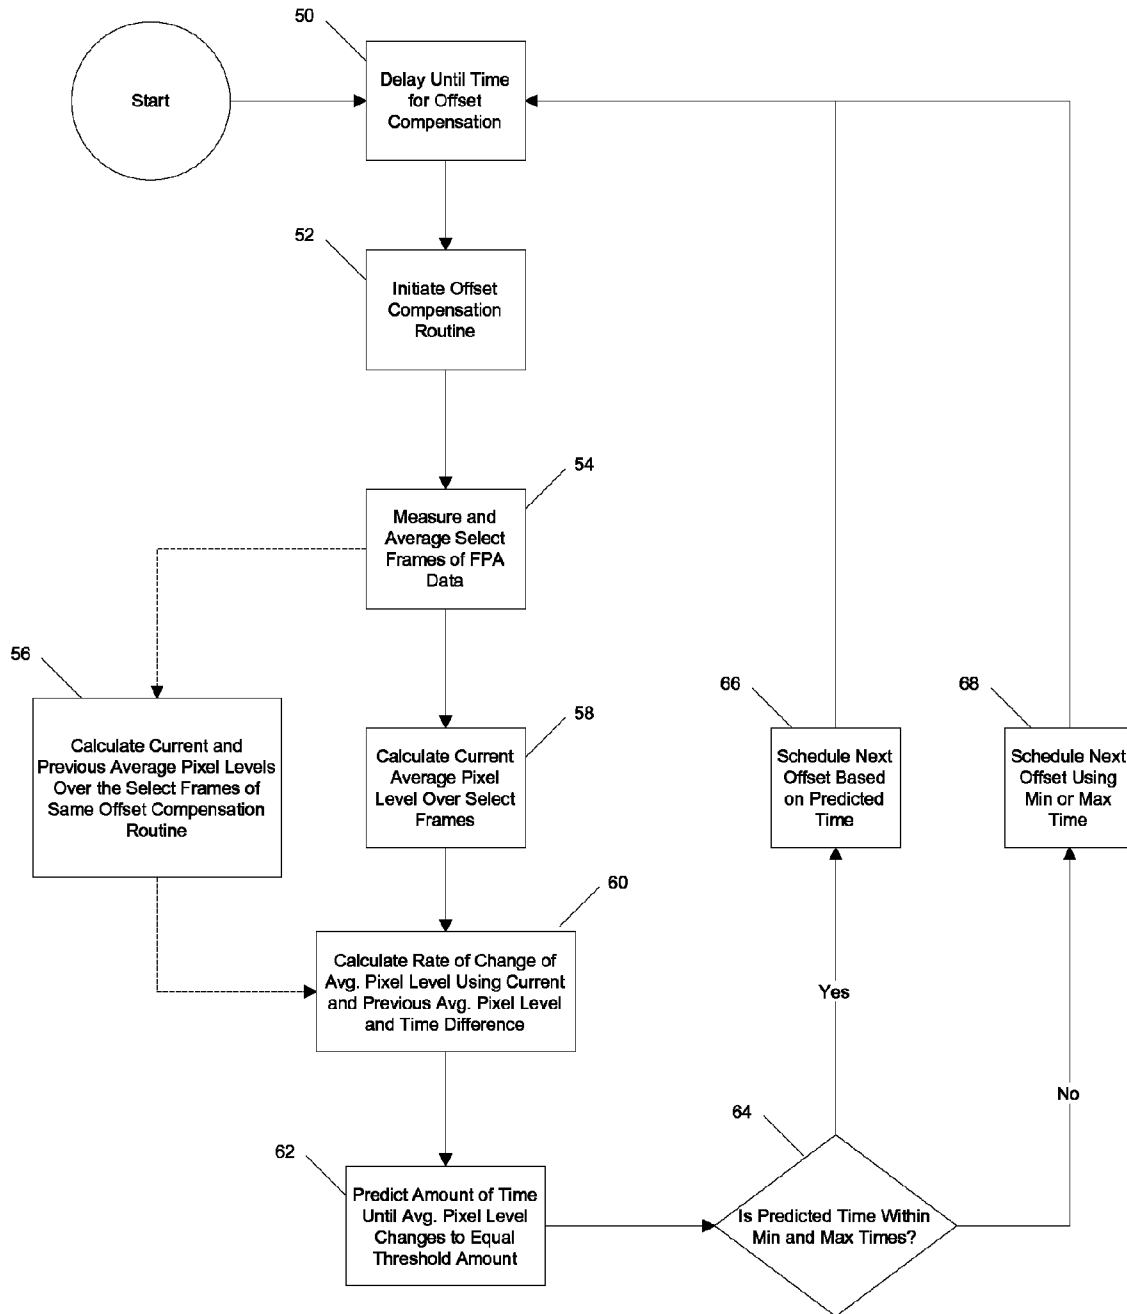 50
Start
Delay Until Time
for Offset
Compensation
52
Initiate Offset
Compensation
Routine
54
Measure and
Average Select
Frames of FPA
Data
56
Calculate Current and
Previous Average Pixel Levels
Over the Select Frames of
Same Offset Compensation
Routine
58
Calculate Current
Average Pixel
Level Over Select
Frames
66
Schedule Next
Offset Based
on Predicted
Time
68
Schedule Next
Offset Using
Min or Max
Time
60
Calculate Rate of Change of
Avg. Pixel Level Using Current
and Previous Avg. Pixel Level
and Time Difference
Yes
No
62
Predict Amount of Time
Until Avg. Pixel Level
Changes to Equal
Threshold Amount
64
Is Predicted Time Within
Min and Max Times?